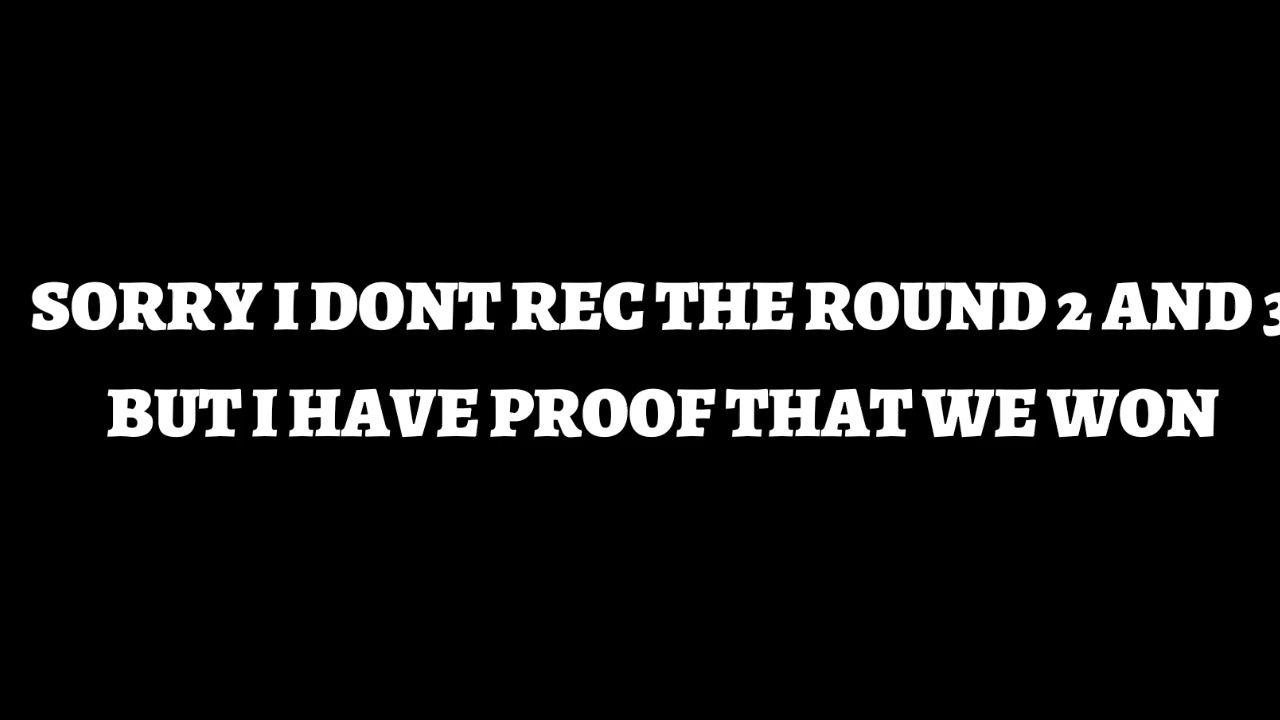 SORRY I DONT REC THE ROUND 2 AND 3
BUT I HAVE PROOF THAT WE WON